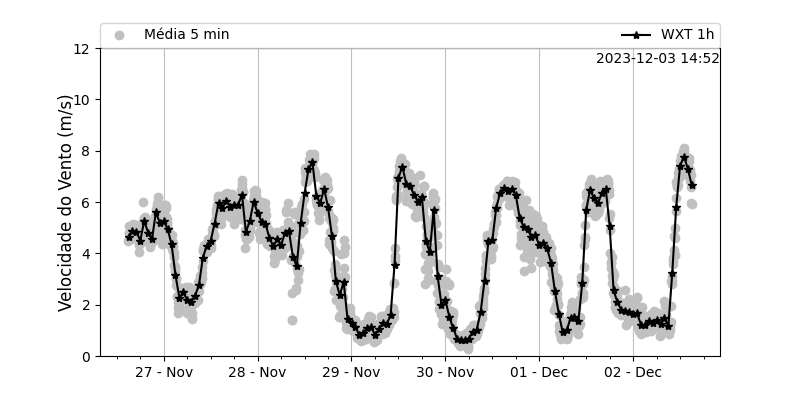 Média 5 min
WXT 1h
2023-12-03 14:52
Velocidade do Vento (m/s)
12
10
8
6
4
2
0
27 - Nov
28 - Nov
29 - Nov
30 - Nov
01 - Dec
02 - Dec